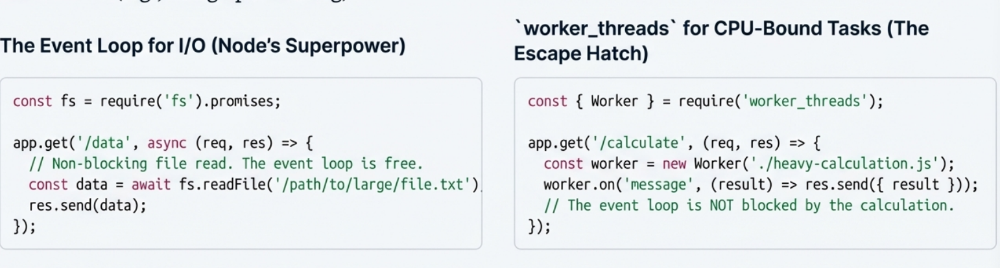 The Event Loop for I/O (Node's Superpower)
const fs = require('fs').promises;
app.get('/data', async (req, res) => {
// Non-blocking file read. The event loop is free.
const data = await fs.readFile('/path/to/large/file.txt')
res.send(data);
});
`worker_threads` for CPU-Bound Tasks (The
Escape Hatch)
const { Worker } = require('worker_threads');
app.get('/calculate', (req, res) => {
const worker = new Worker('./heavy-calculation.js');
worker.on('message', (result) => res.send({ result }));
// The event loop is NOT blocked by the calculation.
});